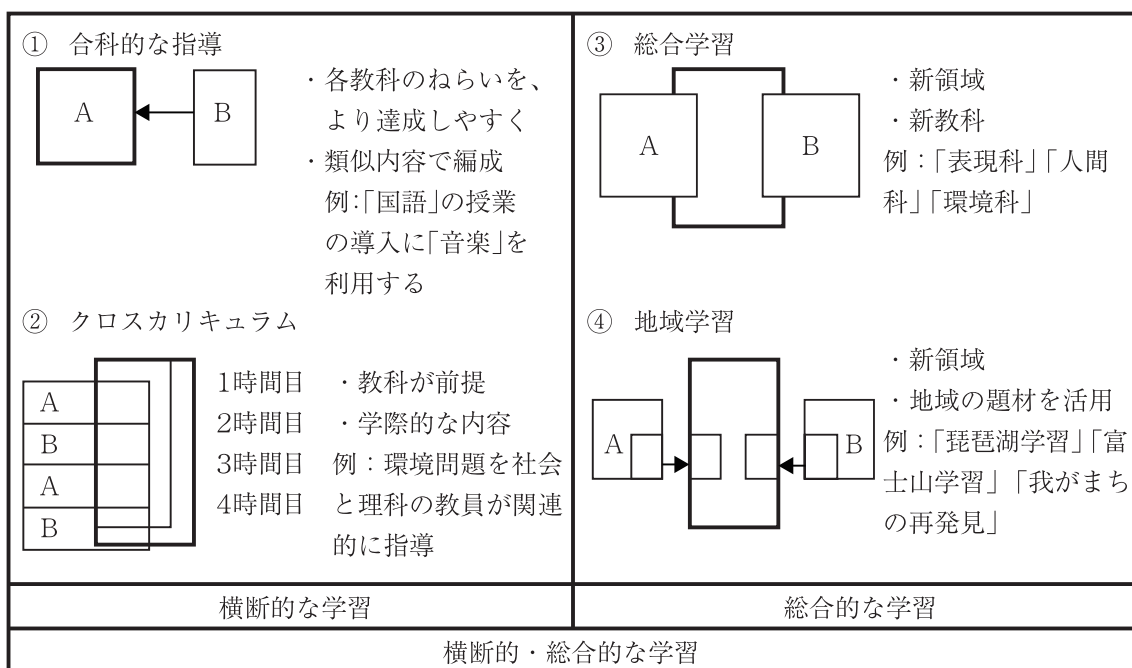 ① 合科的な指導
A
B
・各教科のねらいを、
より達成しやすく
・類似内容で編成
例:「国語」の授業
の導入に「音楽」を
利用する
② クロスカリキュラム
A
B
A
B
1時間目
2時間目
3時間目
4時間目
・教科が前提
・学際的な内容
例：環境問題を社会
と理科の教員が関連
的に指導
③ 総合学習
A
B
・新領域
・新教科
例：「表現科」「人間
科」「環境科」
④ 地域学習
A
B
・新領域
・地域の題材を活用
例：「琵琶湖学習」「富
士山学習」「我がまち
の再発見」
横断的な学習
総合的な学習
横断的・総合的な学習